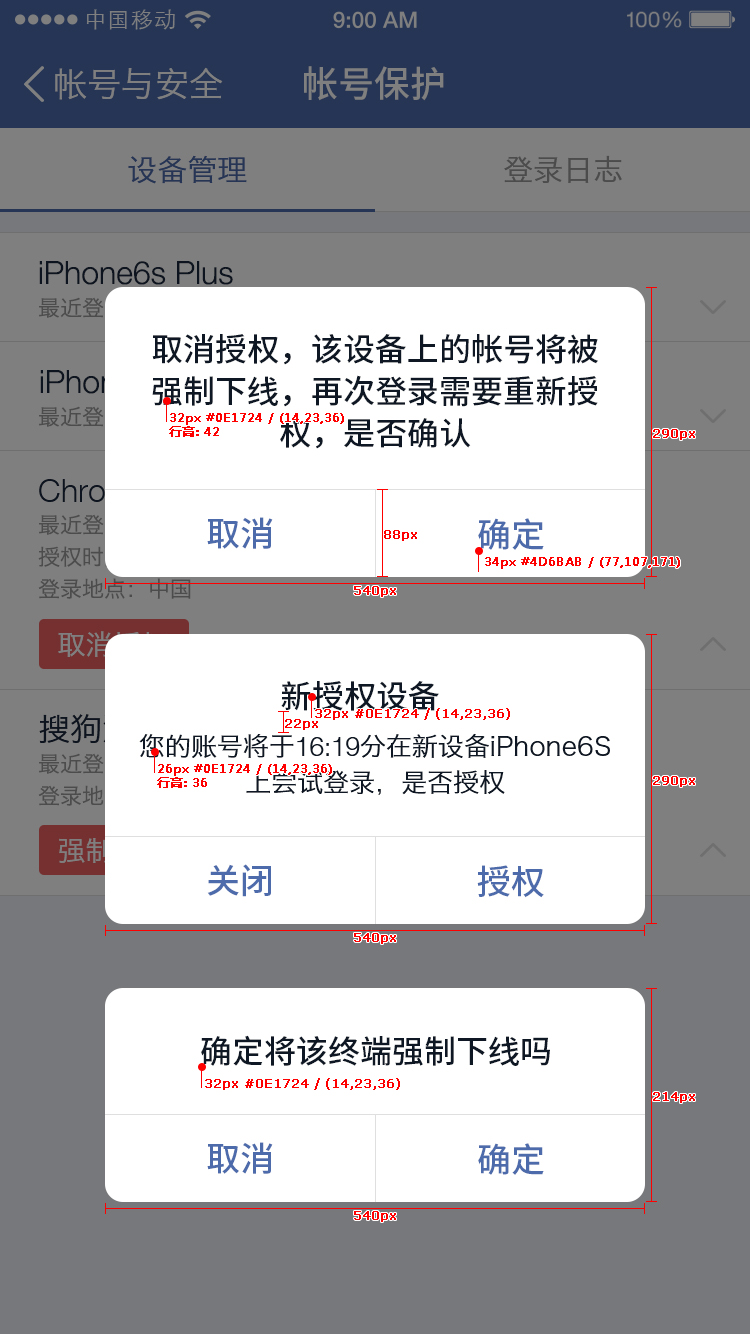 中国移动 9:00 AM 100%
帐号与安全 帐号保护
设备管理 登录日志
iPhone6s Plus
最近登
取消授权，该设备上的帐号将被
强制下线，再次登录需要重新授
权，是否确认
32px #0E1724 / (14,23,36)
行高: 42
290px
iPhon
最近登
取消 确定
88px
34px #4D6BAB / (77,107,171)
540px
Chro
最近登
授权时
登录地点：中国
取消
新授权设备
32px #0E1724 / (14,23,36)
22px
您的账号将于16:19分在新设备iPhone6S
上尝试登录，是否授权
26px #0E1724 / (14,23,36)
行高: 36
290px
搜狗
最近登
登录地
强制
关闭 授权
540px
确定将该终端强制下线吗
32px #0E1724 / (14,23,36)
214px
取消 确定
540px